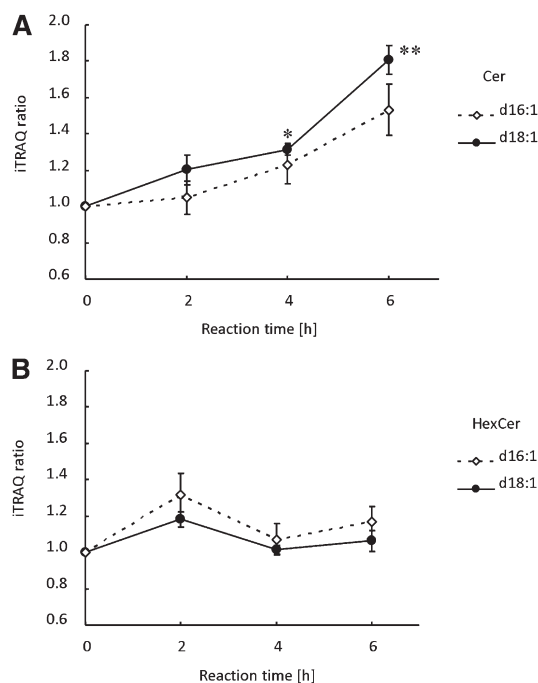 A
2.0
1.8
1.6
1.4
1.2
1.0
0.8
0.6
iTRAQ ratio
*
**
0 2 4 6
Reaction time [h]
Cer
d16:1
d18:1
B
2.0
1.8
1.6
1.4
1.2
1.0
0.8
0.6
iTRAQ ratio
0 2 4 6
Reaction time [h]
HexCer
d16:1
d18:1